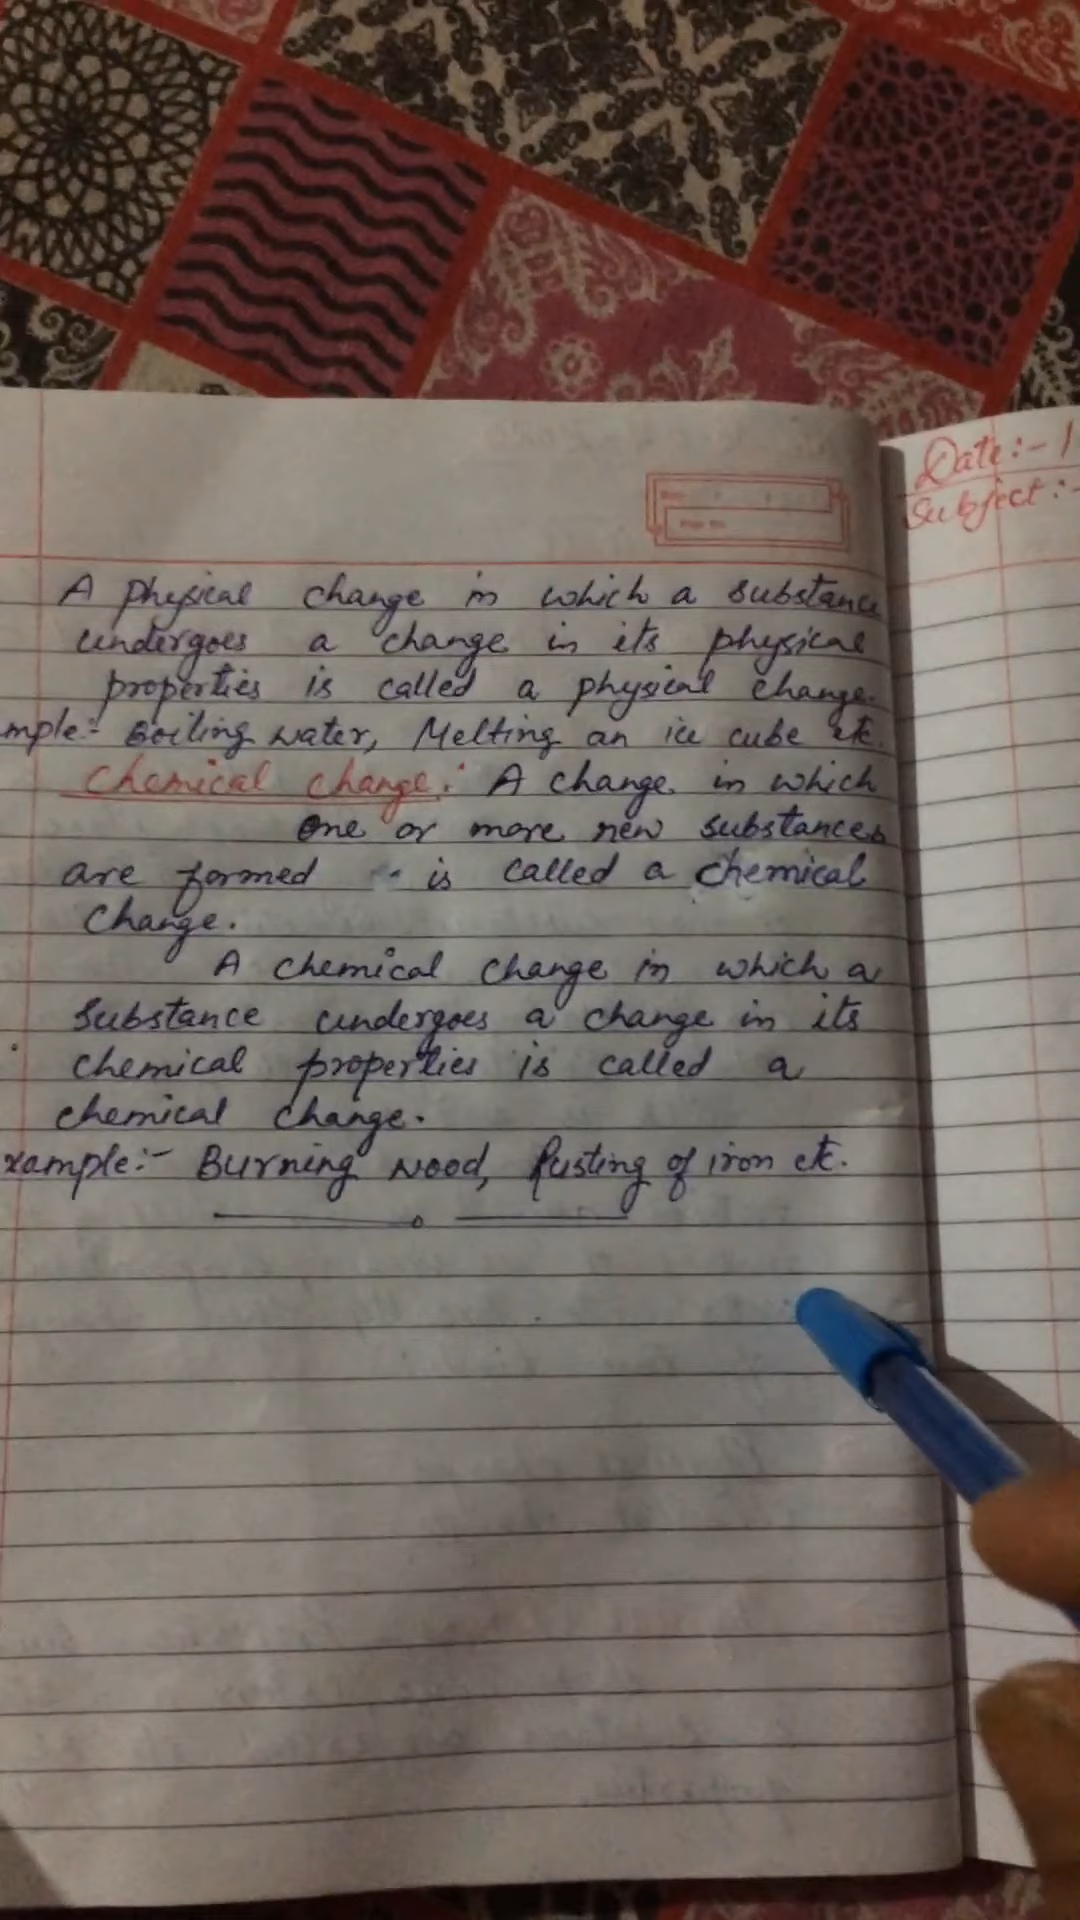 A physical change in which a substance
undergoes a change in its physical
properties is called a physical change.
mple:- Boiling water, Melting an ice cube etc.
Chemical change:- A change in which
one or more new substances
are formed is called a chemical
change.
A chemical change in which a
substance undergoes a change in its
chemical properties is called a
chemical change.
xample:- Burning wood, Rusting of iron etc.
Date:- 1
Subject:-